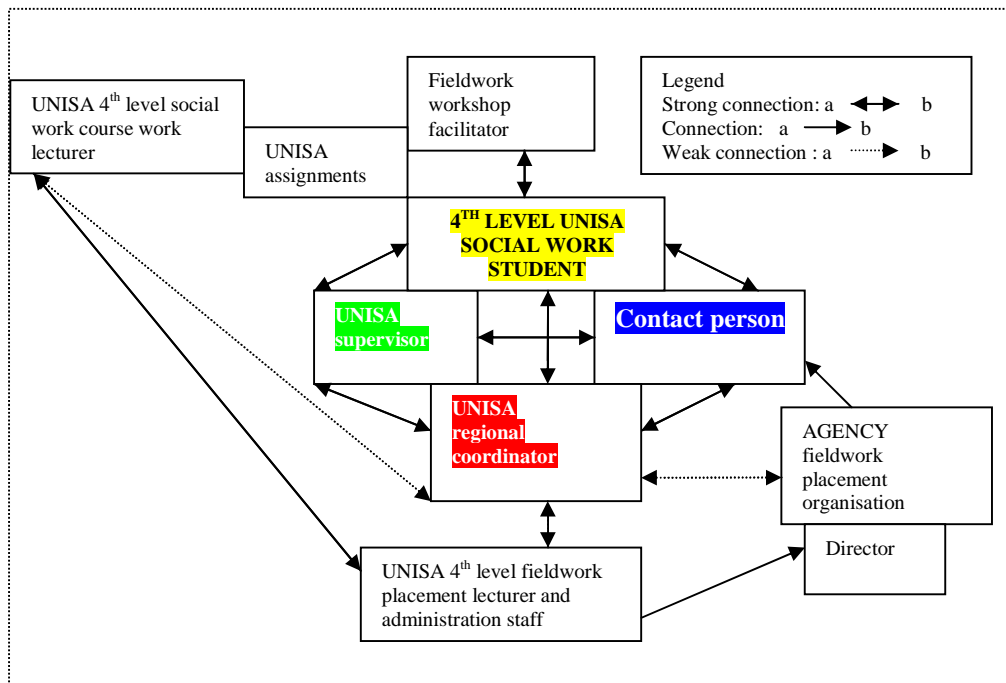 UNISA 4th level social
work course work
lecturer
UNISA
assignments
Fieldwork
workshop
facilitator
Legend
Strong connection: a b
Connection: a b
Weak connection : a b
4TH LEVEL UNISA
SOCIAL WORK
STUDENT
UNISA
supervisor
Contact person
UNISA
regional
coordinator
AGENCY
fieldwork
placement
organisation
Director
UNISA 4th level fieldwork
placement lecturer and
administration staff